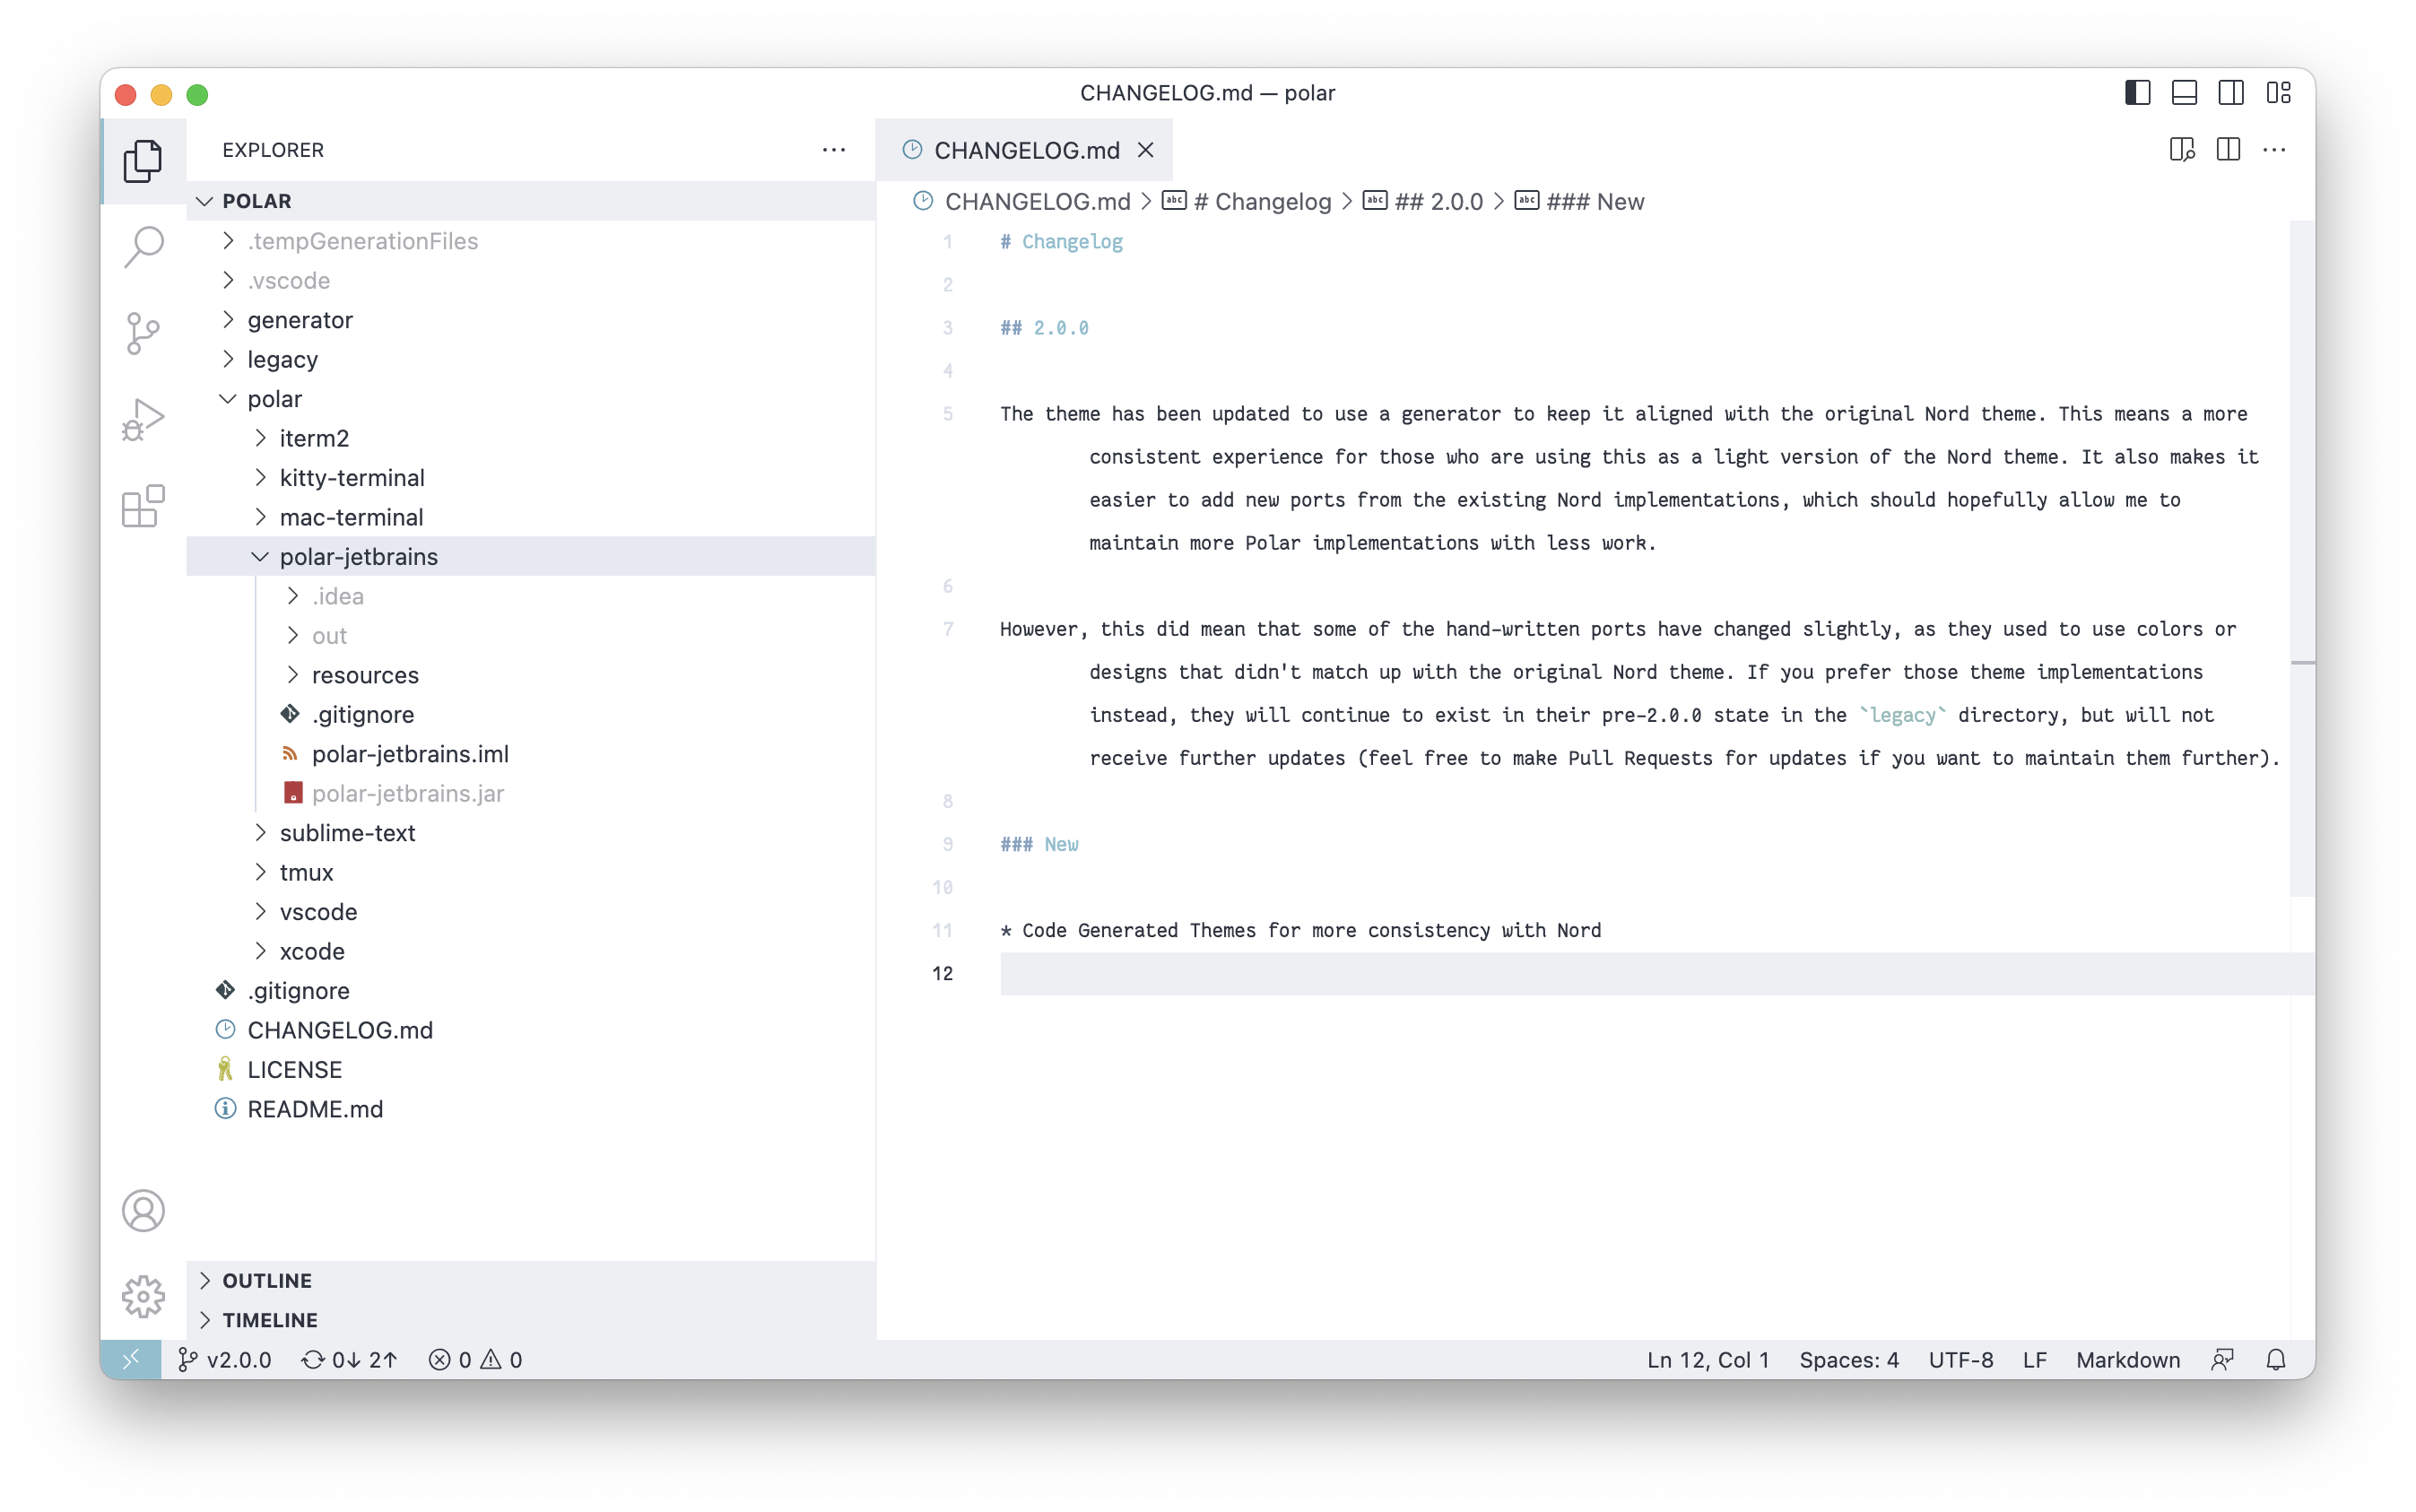 CHANGELOG.md — polar
EXPLORER
POLAR
.tempGenerationFiles
.vscode
generator
legacy
polar
iterm2
kitty-terminal
mac-terminal
polar-jetbrains
.idea
out
resources
.gitignore
polar-jetbrains.iml
polar-jetbrains.jar
sublime-text
tmux
vscode
xcode
.gitignore
CHANGELOG.md
LICENSE
README.md
OUTLINE
TIMELINE
CHANGELOG.md
CHANGELOG.md > abc # Changelog > abc ## 2.0.0 > abc ### New
1 # Changelog
2
3 ## 2.0.0
4
5 The theme has been updated to use a generator to keep it aligned with the original Nord theme. This means a more
consistent experience for those who are using this as a light version of the Nord theme. It also makes it
easier to add new ports from the existing Nord implementations, which should hopefully allow me to
maintain more Polar implementations with less work.
6
7 However, this did mean that some of the hand-written ports have changed slightly, as they used to use colors or
designs that didn't match up with the original Nord theme. If you prefer those theme implementations
instead, they will continue to exist in their pre-2.0.0 state in the `legacy` directory, but will not
receive further updates (feel free to make Pull Requests for updates if you want to maintain them further).
8
9 ### New
10
11 * Code Generated Themes for more consistency with Nord
12
v2.0.0 0↓ 2↑ 0 0 Ln 12, Col 1 Spaces: 4 UTF-8 LF Markdown